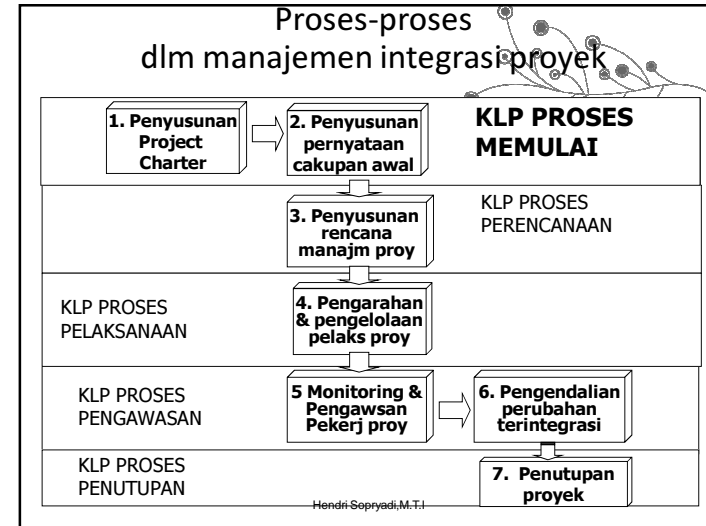 Proses-proses
dlm manajemen integrasi proyek
1. Penyusunan
Project
Charter
2. Penyusunan
pernyataan
cakupan awal
KLP PROSES
MEMULAI
3. Penyusunan
rencana
manajm proy
KLP PROSES
PERENCANAAN
KLP PROSES
PELAKSANAAN
4. Pengarahan
& pengelolaan
pelaks proy
KLP PROSES
PENGAWASAN
5 Monitoring &
Pengawsan
Pekerj proy
6. Pengendalian
perubahan
terintegrasi
KLP PROSES
PENUTUPAN
7. Penutupan
proyek
Hendri Sopryadi,M.T.I